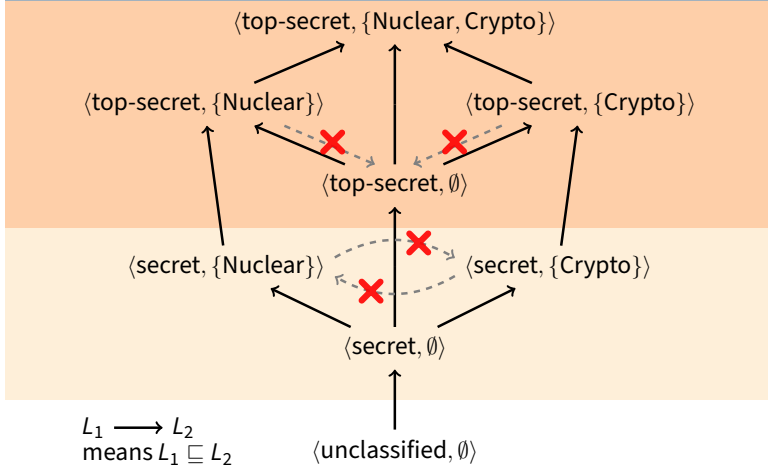 ⟨top-secret, {Nuclear, Crypto}⟩
⟨top-secret, {Nuclear}⟩
⟨top-secret, {Crypto}⟩
⟨top-secret, ∅⟩
⟨secret, {Nuclear}⟩
⟨secret, {Crypto}⟩
⟨secret, ∅⟩
L₁ ⟶ L₂
means L₁ ⊑ L₂
⟨unclassified, ∅⟩